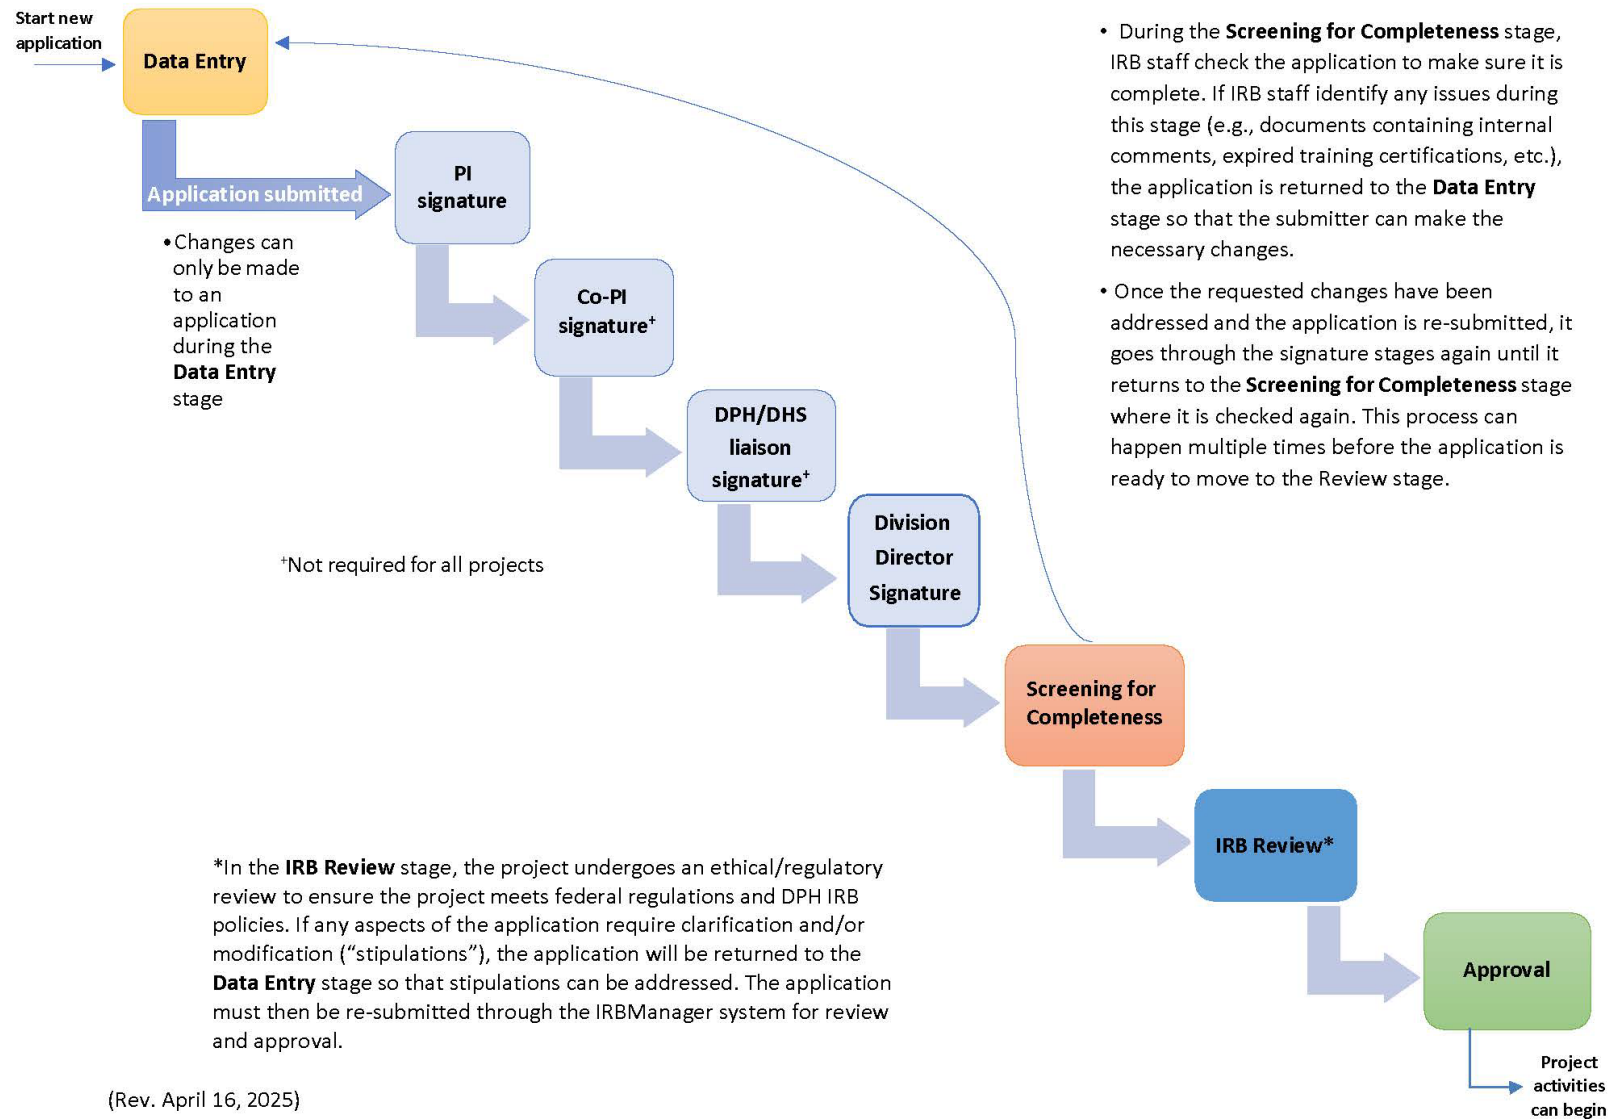 Start new
application
Data Entry
Application submitted
• Changes can
only be made
to an
application
during the
Data Entry
stage
PI
signature
Co-PI
signature+
DPH/DHS
liaison
signature+
Division
Director
Signature
+Not required for all projects
Screening for
Completeness
IRB Review*
Approval
Project
activities
can begin
• During the Screening for Completeness stage,
IRB staff check the application to make sure it is
complete. If IRB staff identify any issues during
this stage (e.g., documents containing internal
comments, expired training certifications, etc.),
the application is returned to the Data Entry
stage so that the submitter can make the
necessary changes.
• Once the requested changes have been
addressed and the application is re-submitted, it
goes through the signature stages again until it
returns to the Screening for Completeness stage
where it is checked again. This process can
happen multiple times before the application is
ready to move to the Review stage.
*In the IRB Review stage, the project undergoes an ethical/regulatory
review to ensure the project meets federal regulations and DPH IRB
policies. If any aspects of the application require clarification and/or
modification (“stipulations”), the application will be returned to the
Data Entry stage so that stipulations can be addressed. The application
must then be re-submitted through the IRBManager system for review
and approval.
(Rev. April 16, 2025)